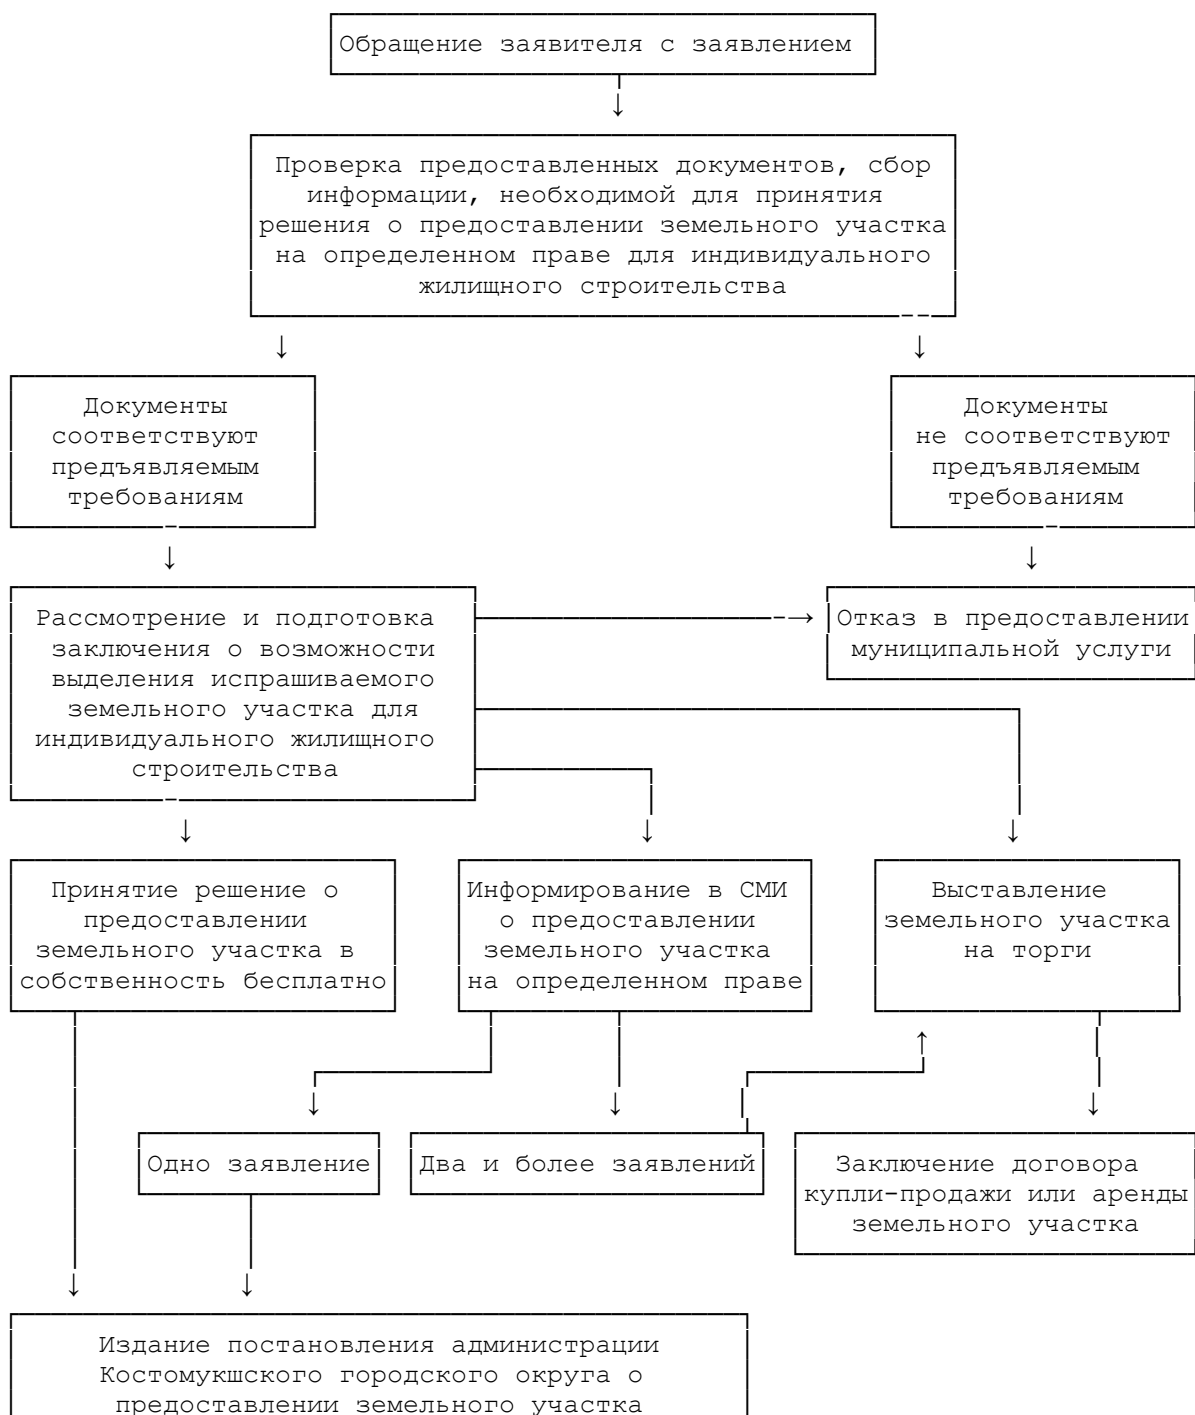 Обращение заявителя с заявлением
Проверка предоставленных документов, сбор
информации, необходимой для принятия
решения о предоставлении земельного участка
на определенном праве для индивидуального
жилищного строительства
Документы
соответствуют
предъявляемым
требованиям
Документы
не соответствуют
предъявляемым
требованиям
Рассмотрение и подготовка
заключения о возможности
выделения испрашиваемого
земельного участка для
индивидуального жилищного
строительства
Отказ в предоставлении
муниципальной услуги
Принятие решение о
предоставлении
земельного участка в
собственность бесплатно
Информирование в СМИ
о предоставлении
земельного участка
на определенном праве
Выставление
земельного участка
на торги
Одно заявление
Два и более заявлений
Заключение договора
купли-продажи или аренды
земельного участка
Издание постановления администрации
Костомукшского городского округа о
предоставлении земельного участка